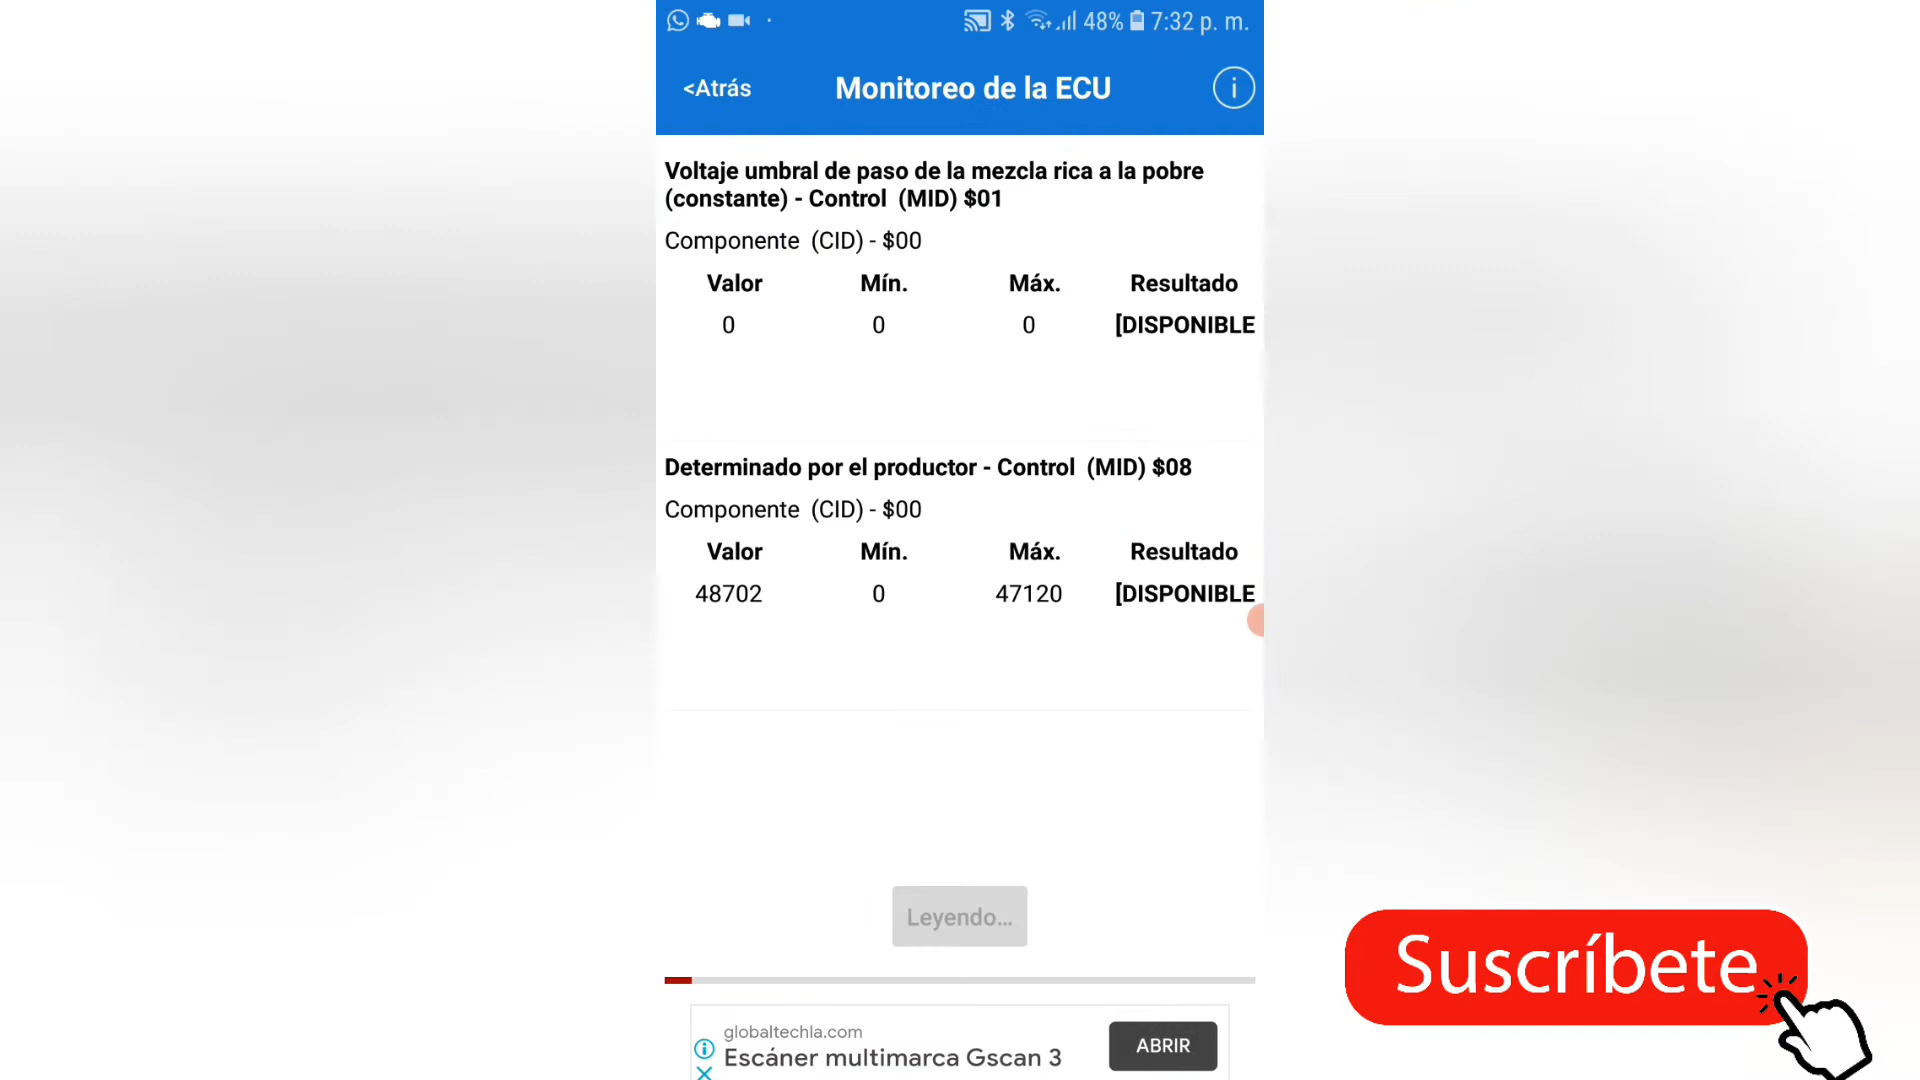 48% 7:32 p. m.
<Atrás Monitoreo de la ECU
Voltaje umbral de paso de la mezcla rica a la pobre
(constante) - Control (MID) $01
Componente (CID) - $00
Valor Mín. Máx. Resultado
0 0 0 [DISPONIBLE
Determinado por el productor - Control (MID) $08
Componente (CID) - $00
Valor Mín. Máx. Resultado
48702 0 47120 [DISPONIBLE
Leyendo...
Suscríbete
globaltechla.com
Escáner multimarca Gscan 3
ABRIR